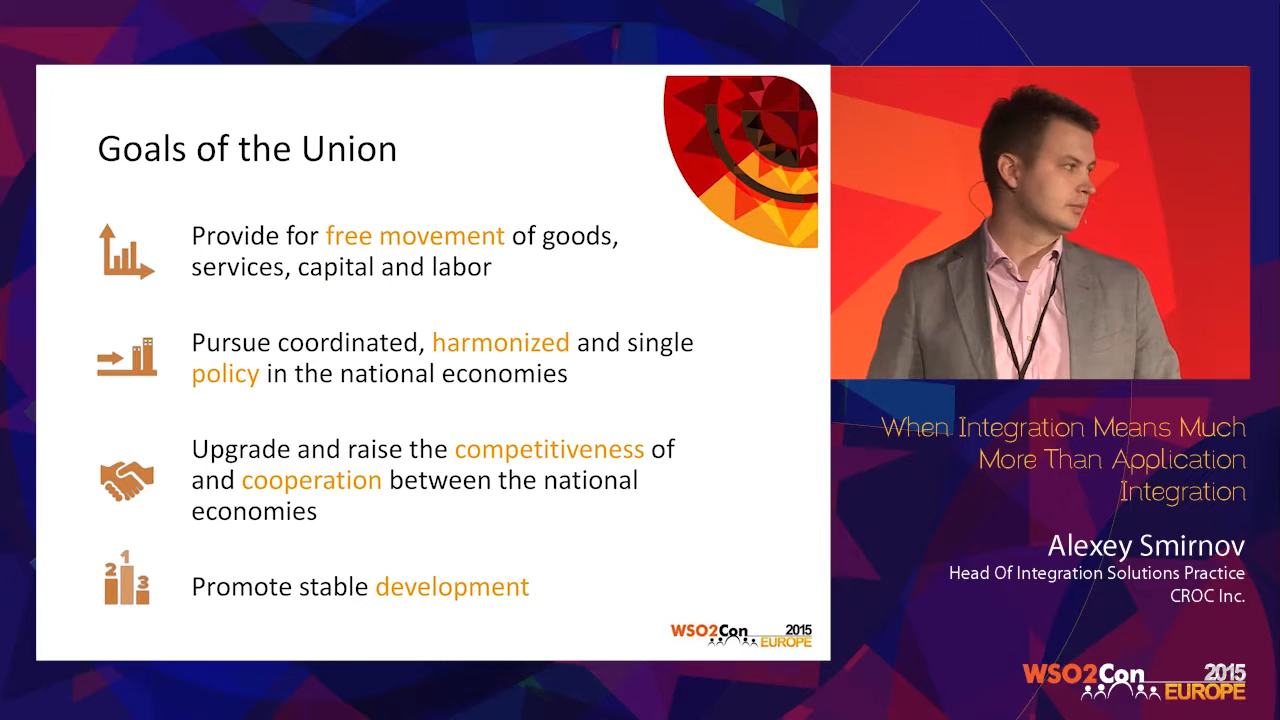 Goals of the Union
Provide for free movement of goods,
services, capital and labor
Pursue coordinated, harmonized and single
policy in the national economies
Upgrade and raise the competitiveness of
and cooperation between the national
economies
2 1 3
Promote stable development
WSO2Con 2015
EUROPE
When Integration Means Much
More Than Application
Integration
Alexey Smirnov
Head Of Integration Solutions Practice
CROC Inc.
WSO2Con 2015
EUROPE